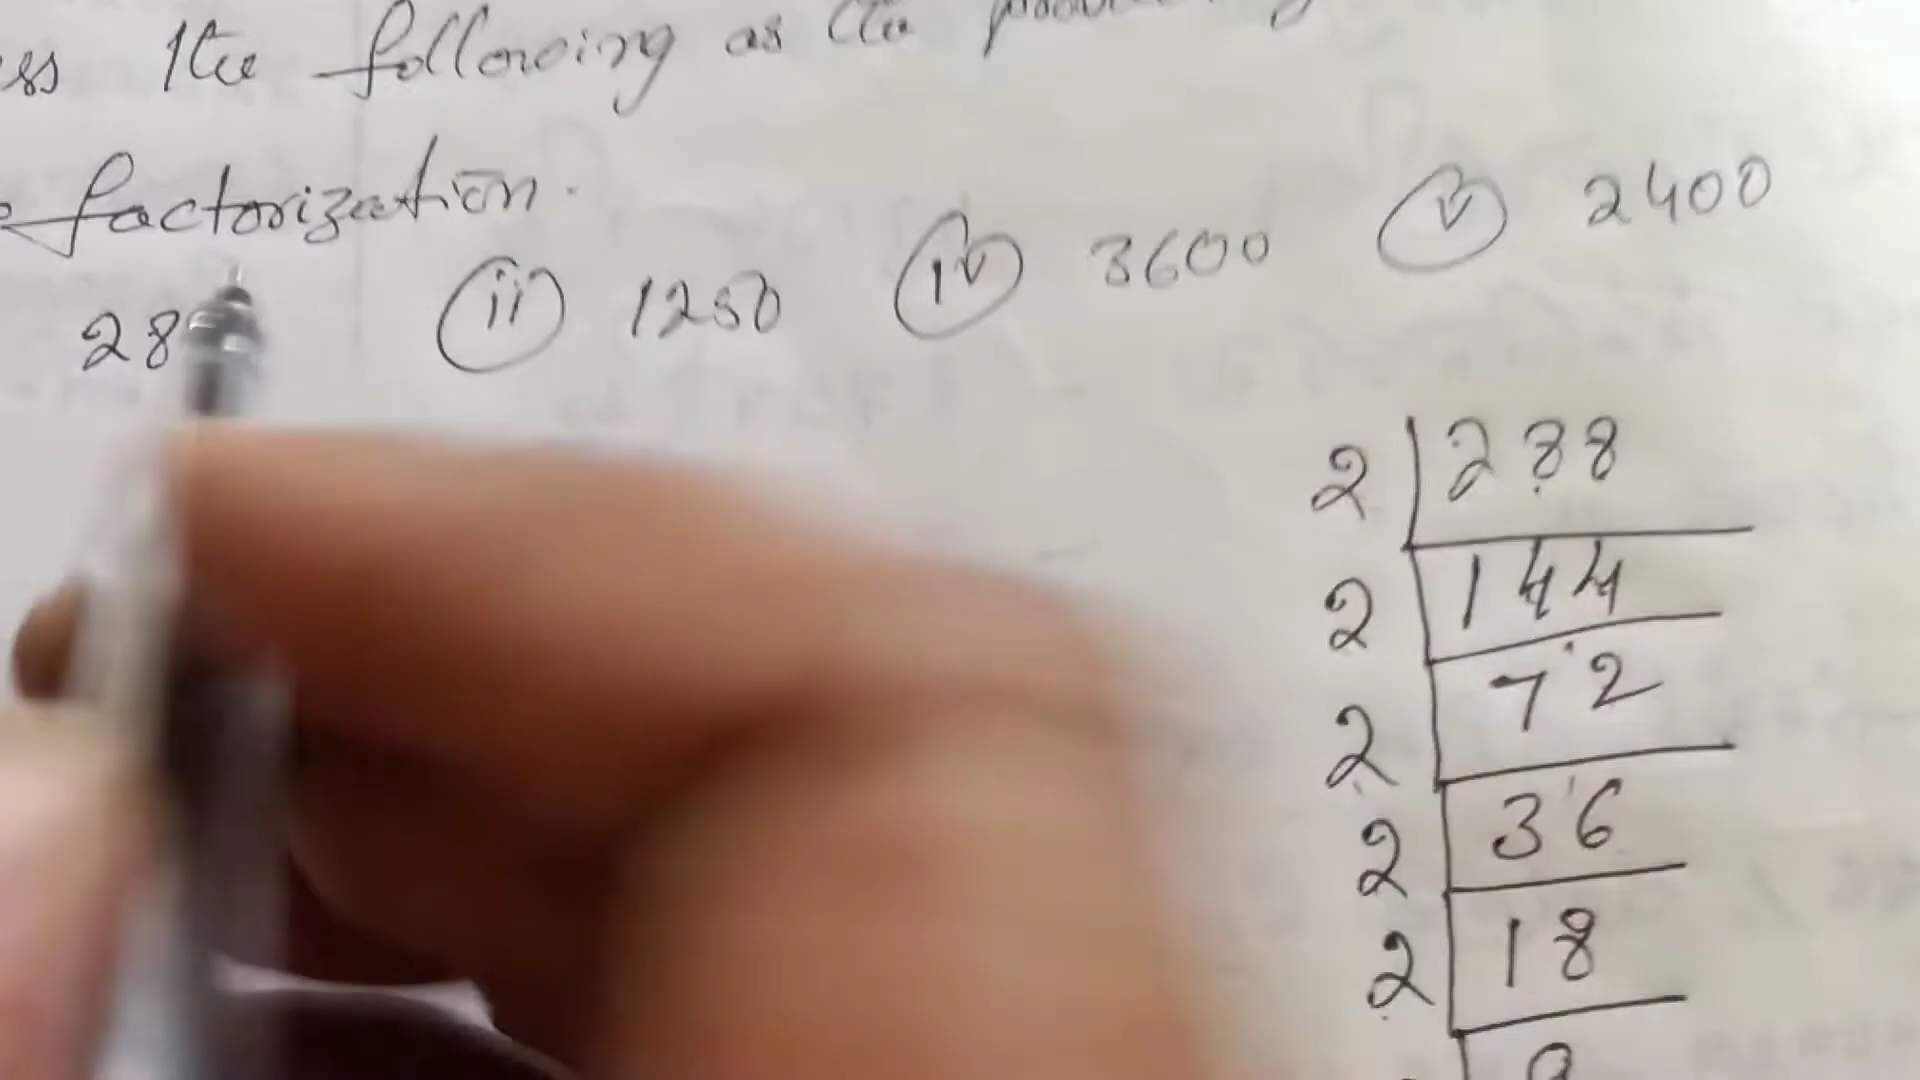 the following as the
factorization.
28 (ii) 1250 (iv) 3600 (v) 2400
2 | 288
2 | 144
2 | 72
2 | 36
2 | 18